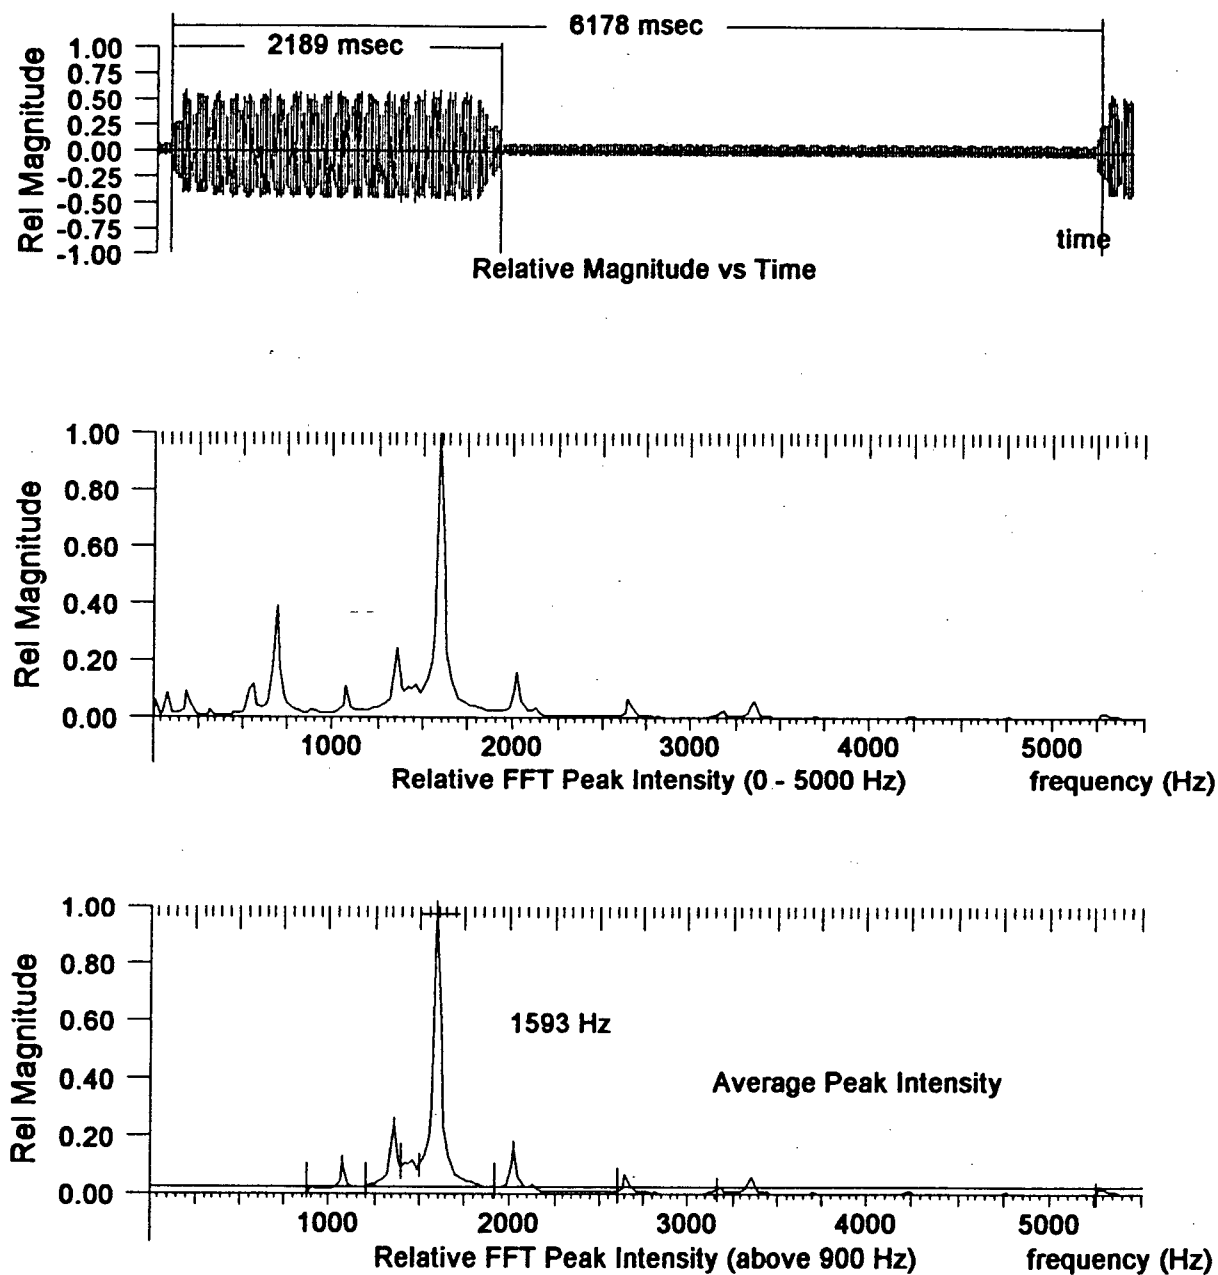 6178 msec
2189 msec
Rel Magnitude
1.00
0.75
0.50
0.25
0.00
-0.25
-0.50
-0.75
-1.00
time
Relative Magnitude vs Time
Rel Magnitude
1.00
0.80
0.60
0.40
0.20
0.00
1000 2000 3000 4000 5000
Relative FFT Peak Intensity (0 - 5000 Hz) frequency (Hz)
Rel Magnitude
1.00
0.80
0.60
0.40
0.20
0.00
1593 Hz
Average Peak Intensity
1000 2000 3000 4000 5000
Relative FFT Peak Intensity (above 900 Hz) frequency (Hz)